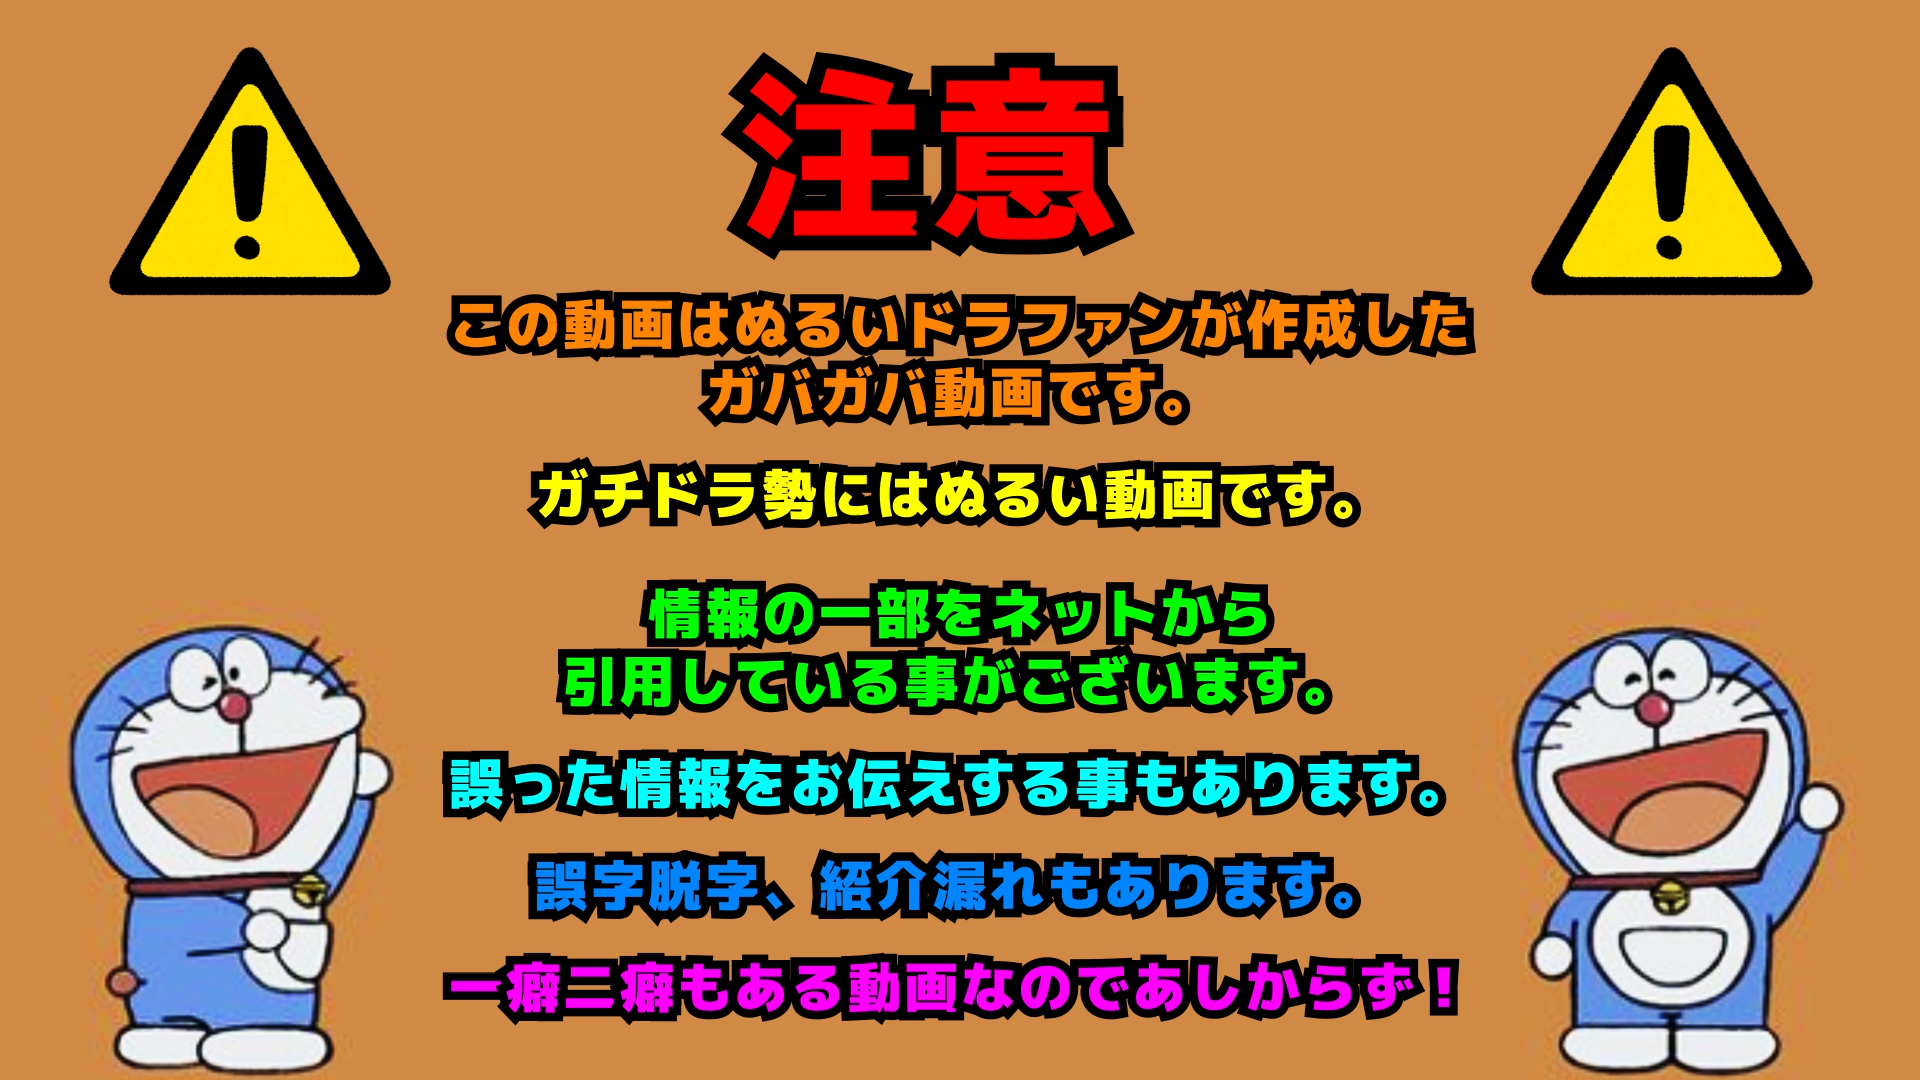 注意
この動画はぬるいドラファンが作成した
ガバガバ動画です。
ガチドラ勢にはぬるい動画です。
情報の一部をネットから
引用している事がございます。
誤った情報をお伝えする事もあります。
誤字脱字、紹介漏れもあります。
一癖二癖もある動画なのであしからず！